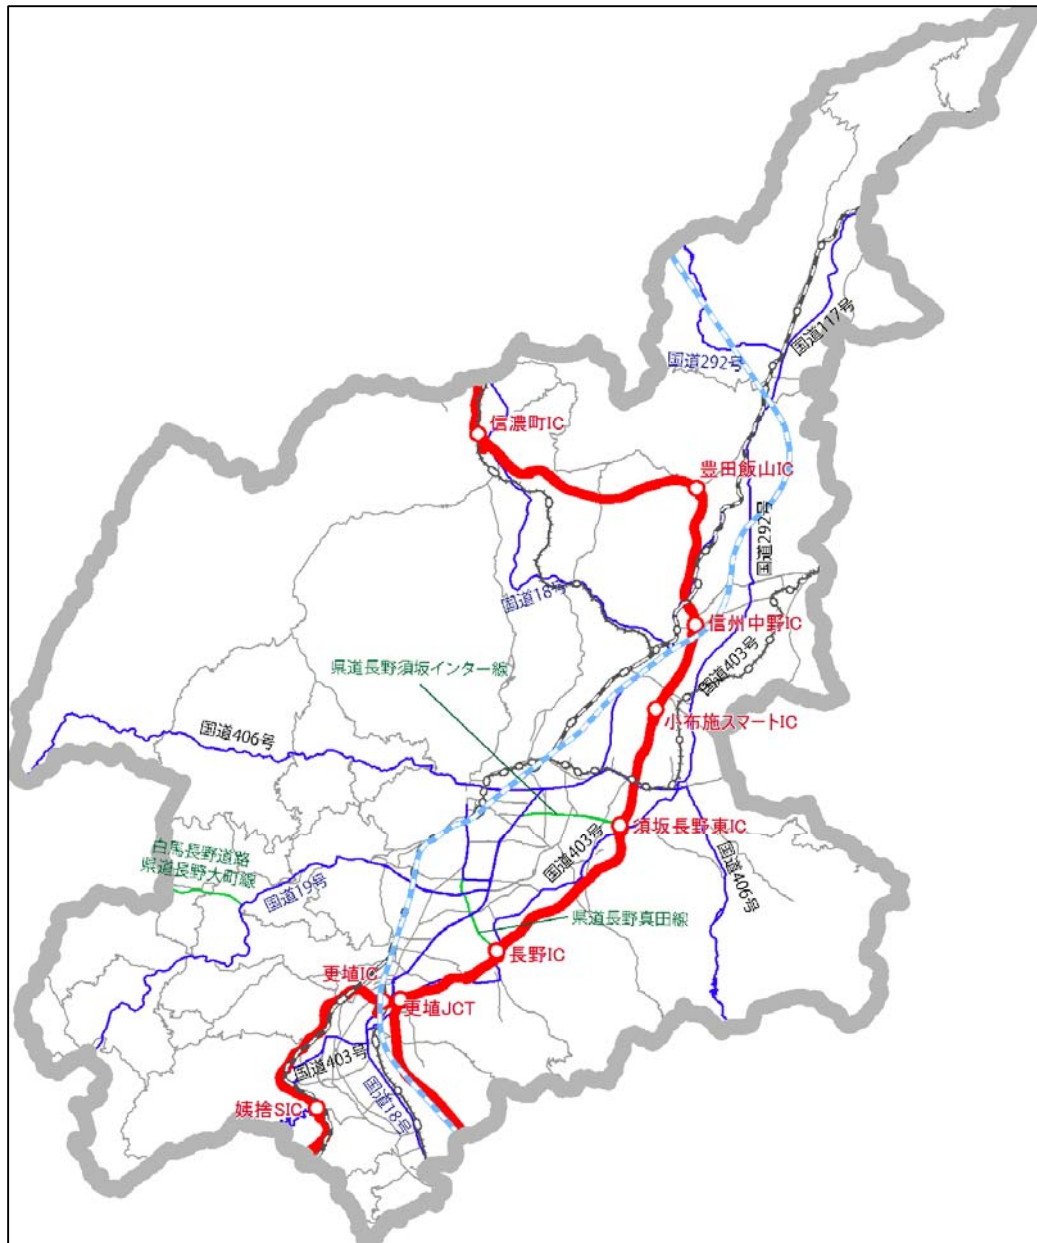 国道117号
国道292号
信濃町IC
豊田飯山IC
国道292号
国道18号
信州中野IC
国道403号
県道長野須坂インター線
小布施スマートIC
国道406号
須坂長野東IC
国道403号
白馬長野道路
県道長野大町線
国道406号
国道19号
県道長野真田線
長野IC
更埴IC
更埴JCT
国道403号
国道18号
姨捨SIC